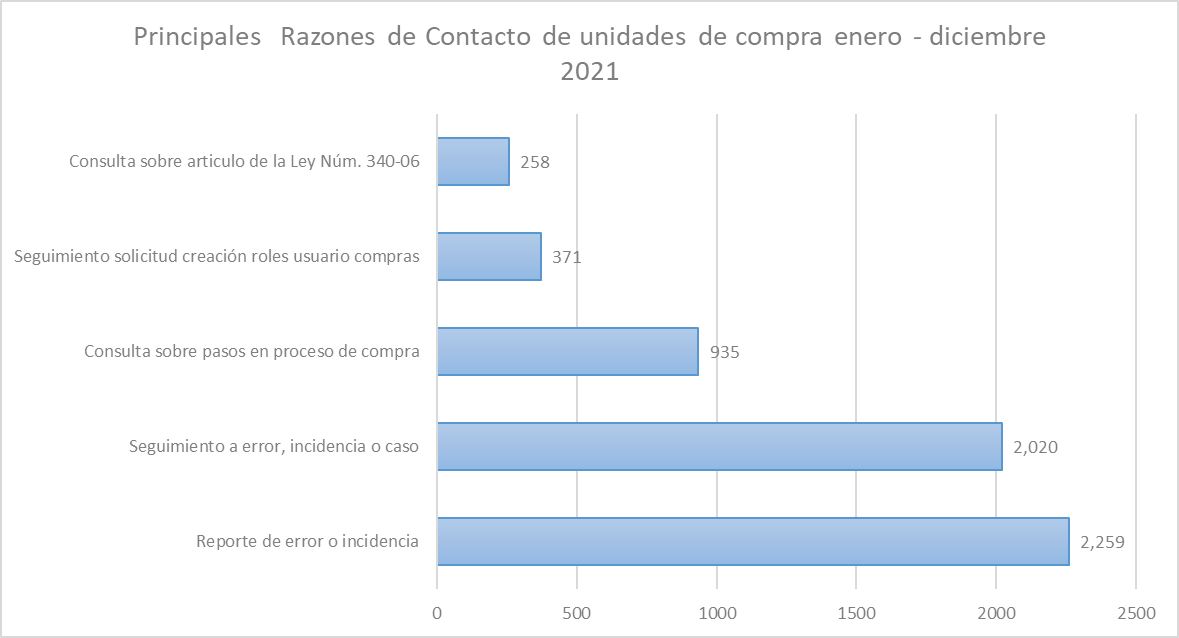 Principales Razones de Contacto de unidades de compra enero - diciembre
2021
Consulta sobre articulo de la Ley Núm. 340-06
258
Seguimiento solicitud creación roles usuario compras
371
Consulta sobre pasos en proceso de compra
935
Seguimiento a error, incidencia o caso
2,020
Reporte de error o incidencia
2,259
0 500 1000 1500 2000 2500